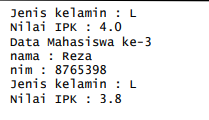 Jenis kelamin : L
Nilai IPK : 4.0
Data Mahasiswa ke-3
nama : Reza
nim : 8765398
Jenis kelamin : L
Nilai IPK : 3.8